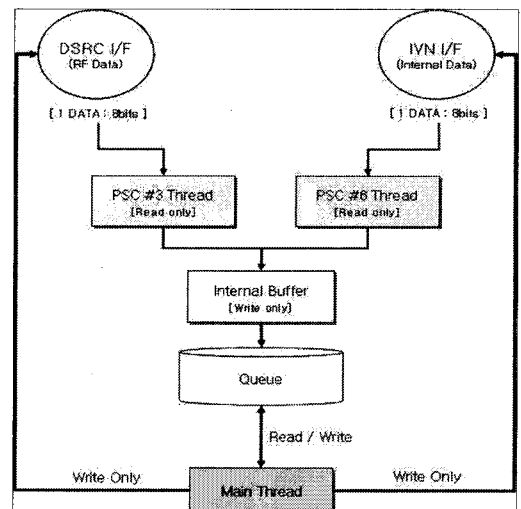 DSRC I/F
(RF Data)
IVN I/F
(Internal Data)
[ 1 DATA : 8bits ]
[ 1 DATA : 8bits ]
PSC #3 Thread
[Read only]
PSC #6 Thread
[Read only]
Internal Buffer
[Write only]
Queue
Read / Write
Write Only
Write Only
Main Thread